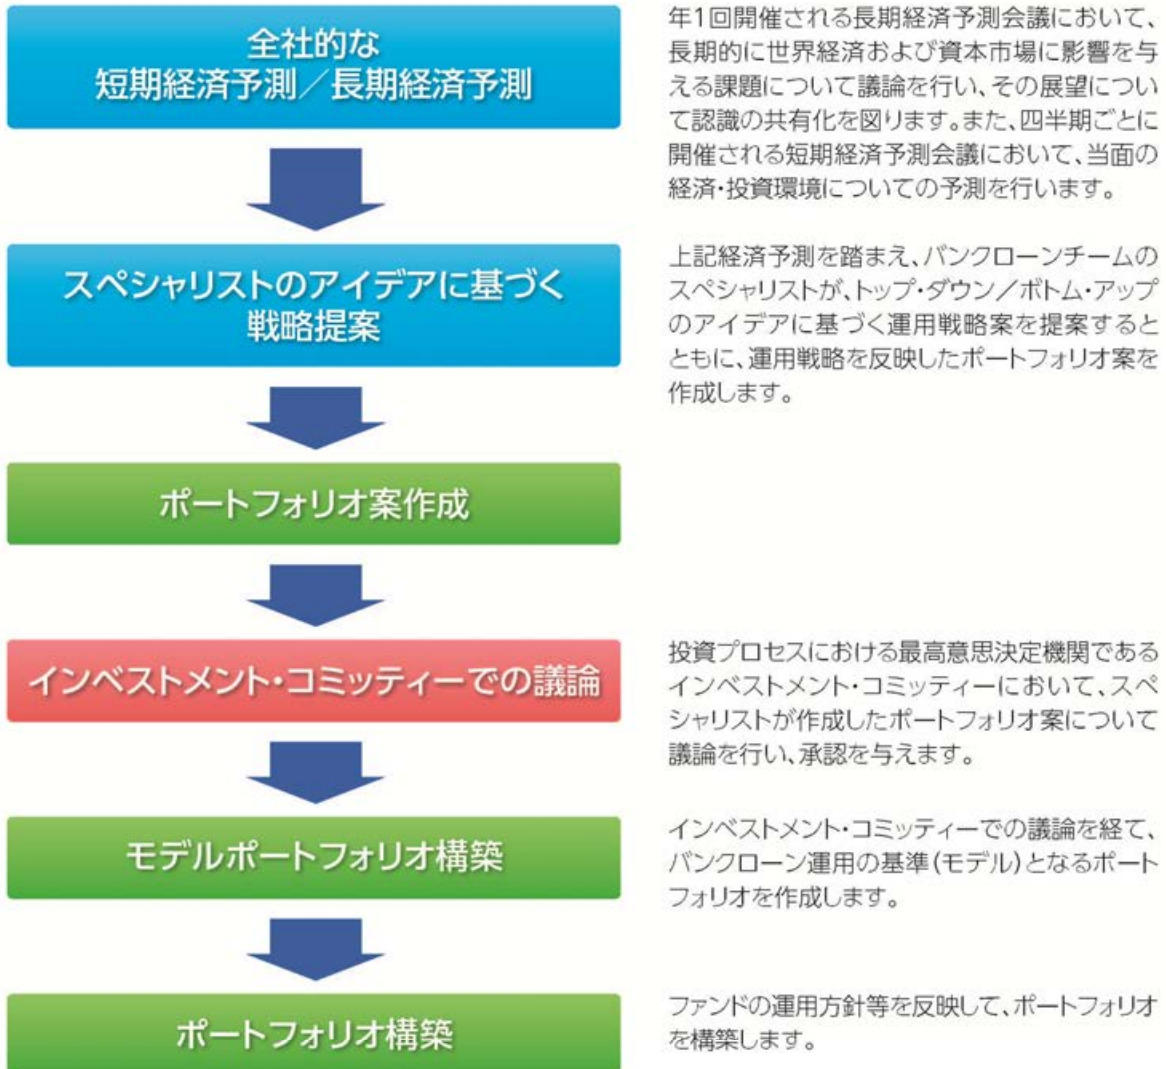 全社的な
短期経済予測／長期経済予測
年1回開催される長期経済予測会議において、
長期的に世界経済および資本市場に影響を与
える課題について議論を行い、その展望につい
て認識の共有化を図ります。また、四半期ごとに
開催される短期経済予測会議において、当面の
経済・投資環境についての予測を行います。
スペシャリストのアイデアに基づく
戦略提案
上記経済予測を踏まえ、バンクローンチームの
スペシャリストが、トップ・ダウン／ボトム・アップ
のアイデアに基づく運用戦略案を提案すると
ともに、運用戦略を反映したポートフォリオ案を
作成します。
ポートフォリオ案作成
インベストメント・コミッティーでの議論
投資プロセスにおける最高意思決定機関である
インベストメント・コミッティーにおいて、スペ
シャリストが作成したポートフォリオ案について
議論を行い、承認を与えます。
モデルポートフォリオ構築
インベストメント・コミッティーでの議論を経て、
バンクローン運用の基準（モデル）となるポート
フォリオを作成します。
ポートフォリオ構築
ファンドの運用方針等を反映して、ポートフォリオ
を構築します。